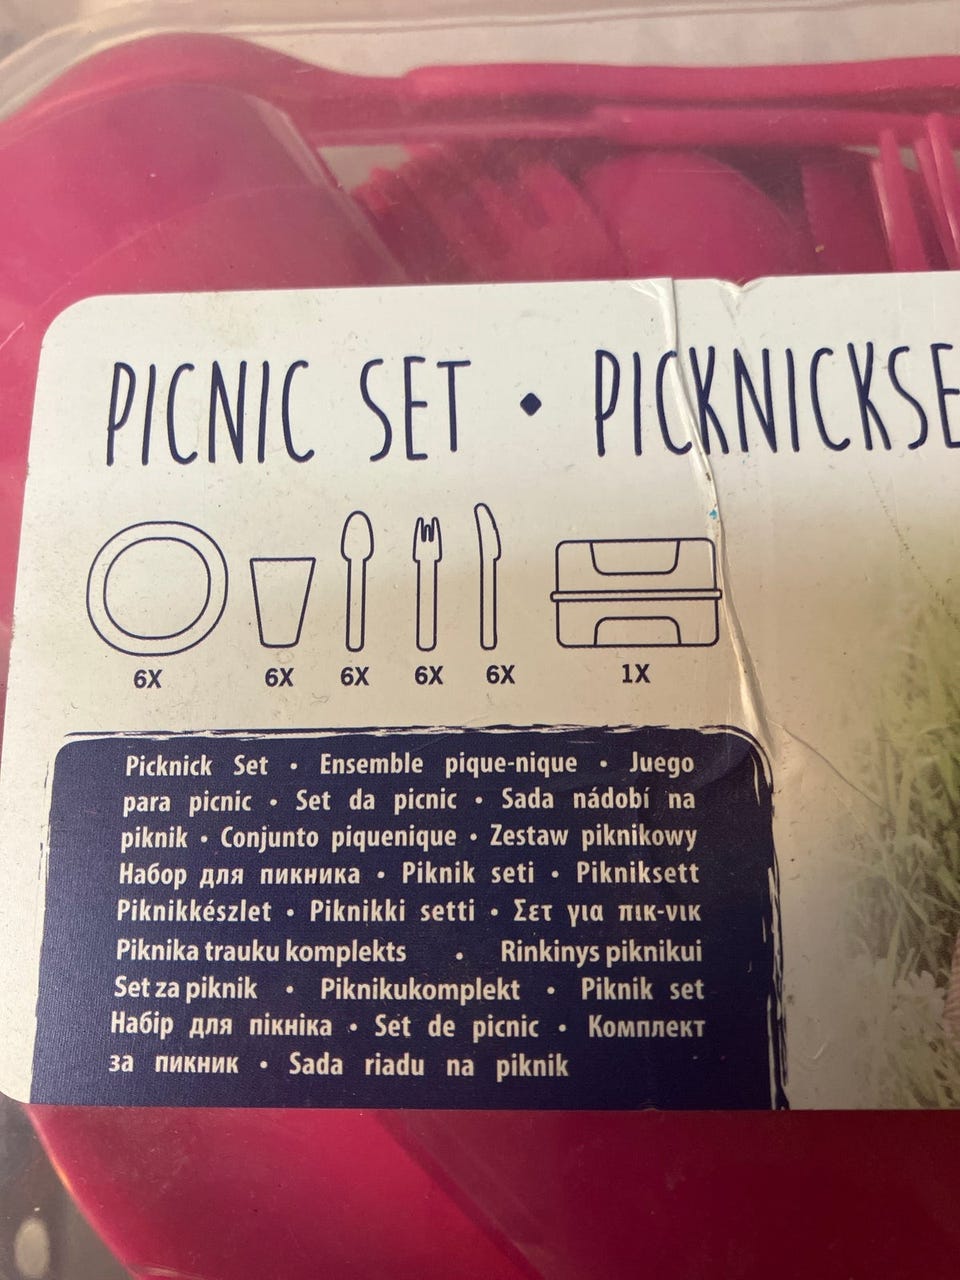 PICNIC SET • PICKNICKSE
6X 6X 6X 6X 6X 1X
Picknick Set • Ensemble pique-nique • Juego
para picnic • Set da picnic • Sada nádobí na
piknik • Conjunto piquenique • Zestaw piknikowy
Набор для пикника • Piknik seti • Pikniksett
Piknikkészlet • Piknikki setti • Σετ για πικ-νικ
Piknika trauku komplekts • Rinkinys piknikui
Set za piknik • Piknikukomplekt • Piknik set
Набір для пікніка • Set de picnic • Комплект
за пикник • Sada riadu na piknik